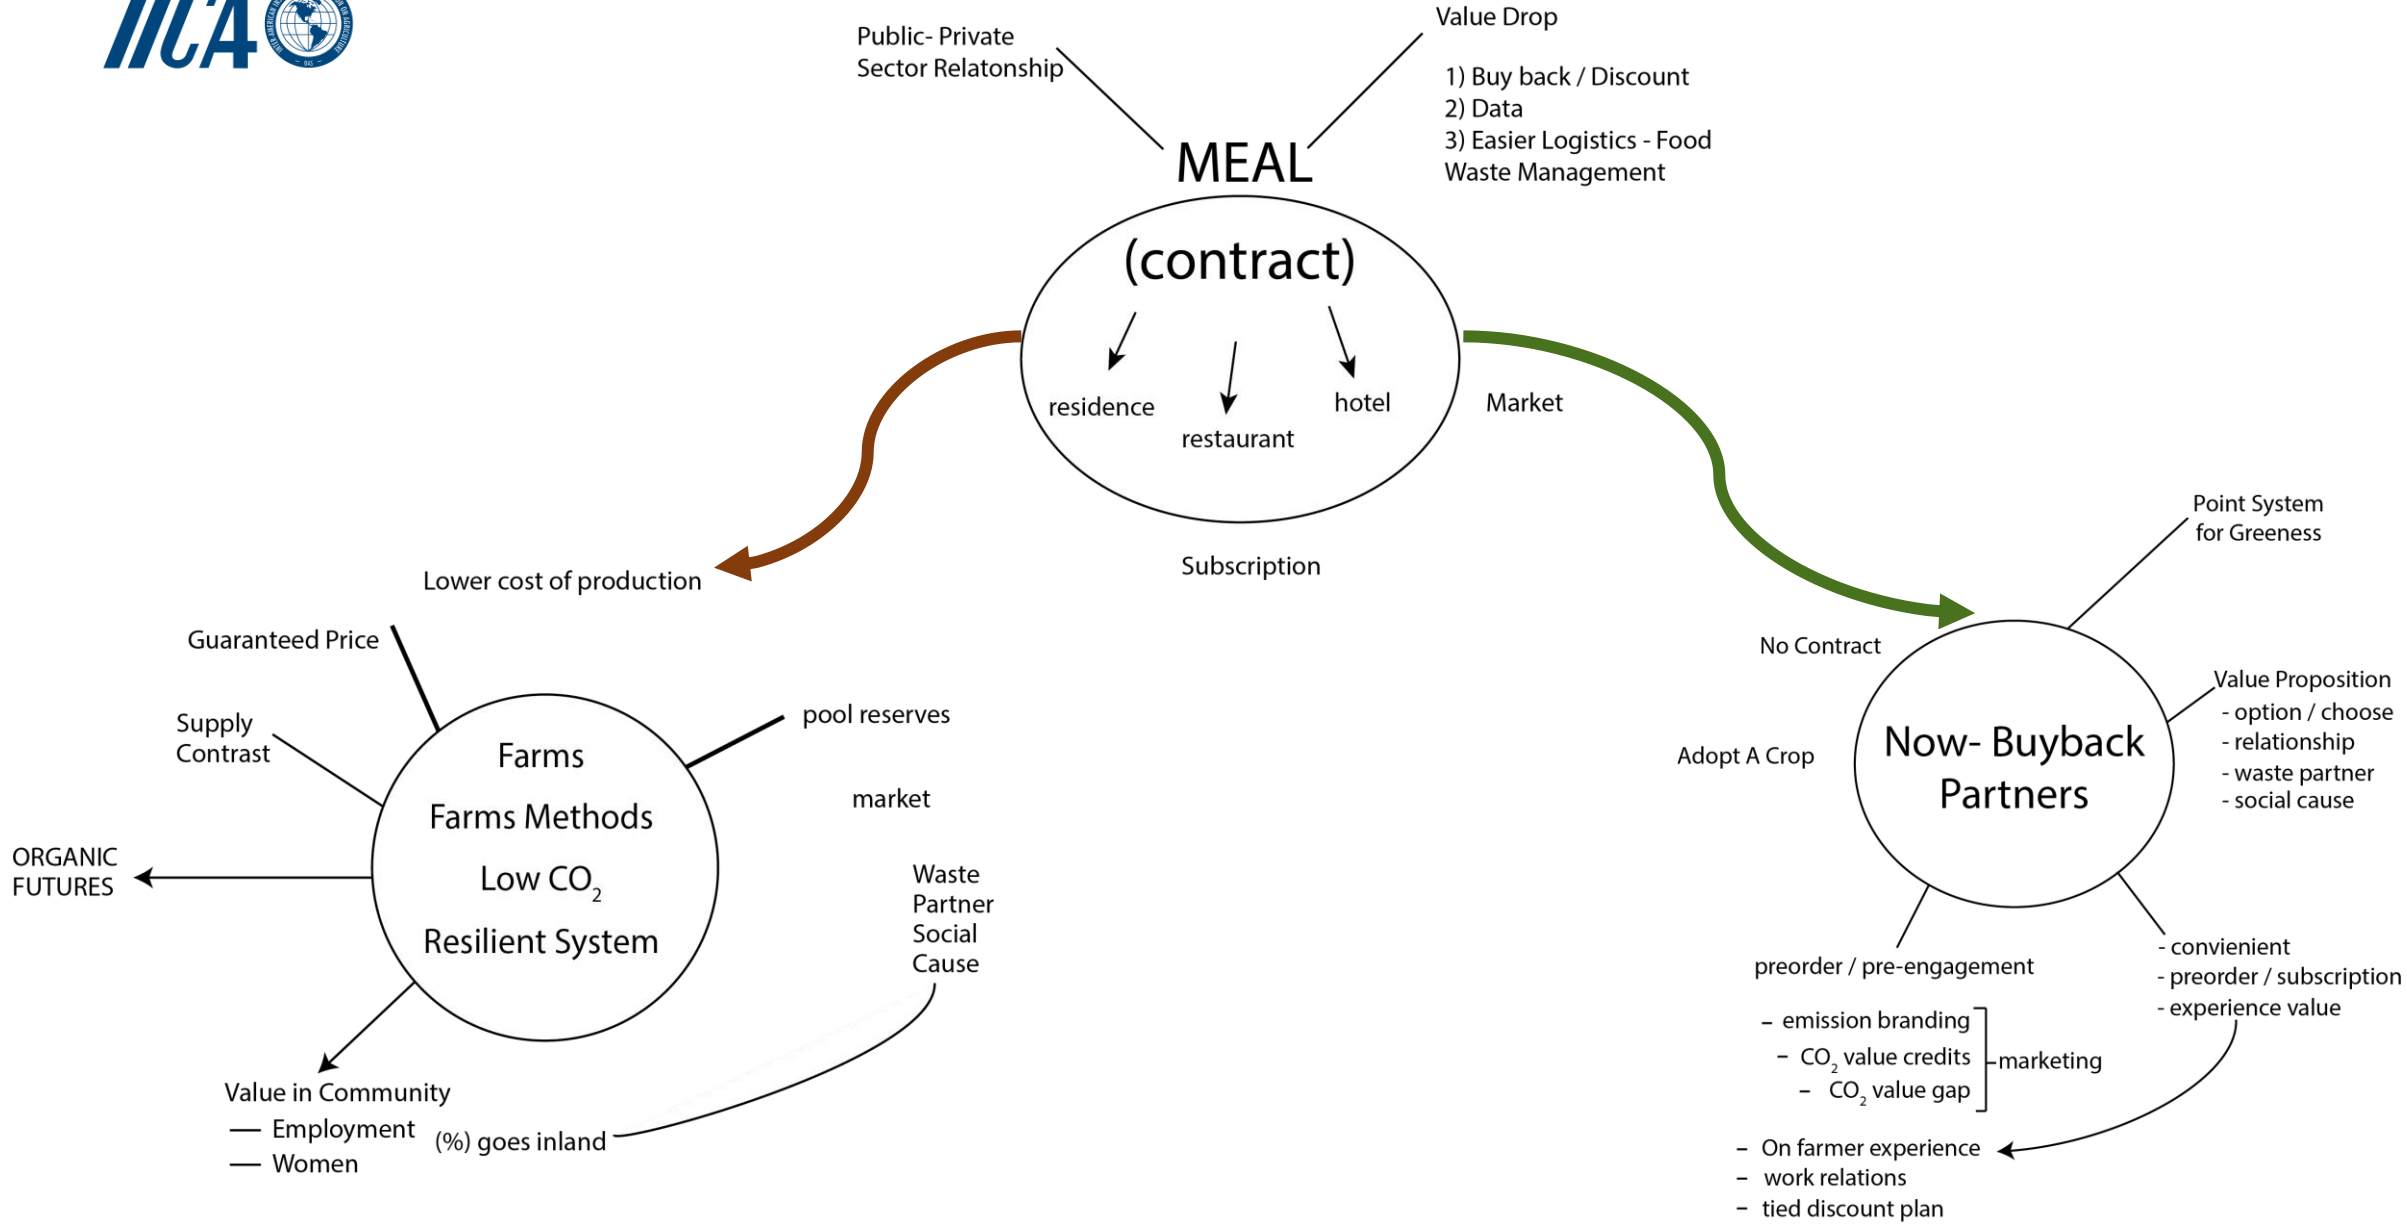 IICA
Public- Private
Sector Relatonship
Value Drop
1) Buy back / Discount
2) Data
3) Easier Logistics - Food
Waste Management
MEAL
(contract)
residence
restaurant
hotel
Market
Subscription
Lower cost of production
Guaranteed Price
Supply
Contrast
ORGANIC
FUTURES
Farms
Farms Methods
Low CO₂
Resilient System
pool reserves
market
Waste
Partner
Social
Cause
Value in Community
— Employment
— Women
(%) goes inland
Point System
for Greeness
No Contract
Adopt A Crop
Now- Buyback
Partners
Value Proposition
- option / choose
- relationship
- waste partner
- social cause
preorder / pre-engagement
– emission branding
– CO₂ value credits
– CO₂ value gap
marketing
- convienient
- preorder / subscription
- experience value
– On farmer experience
– work relations
– tied discount plan